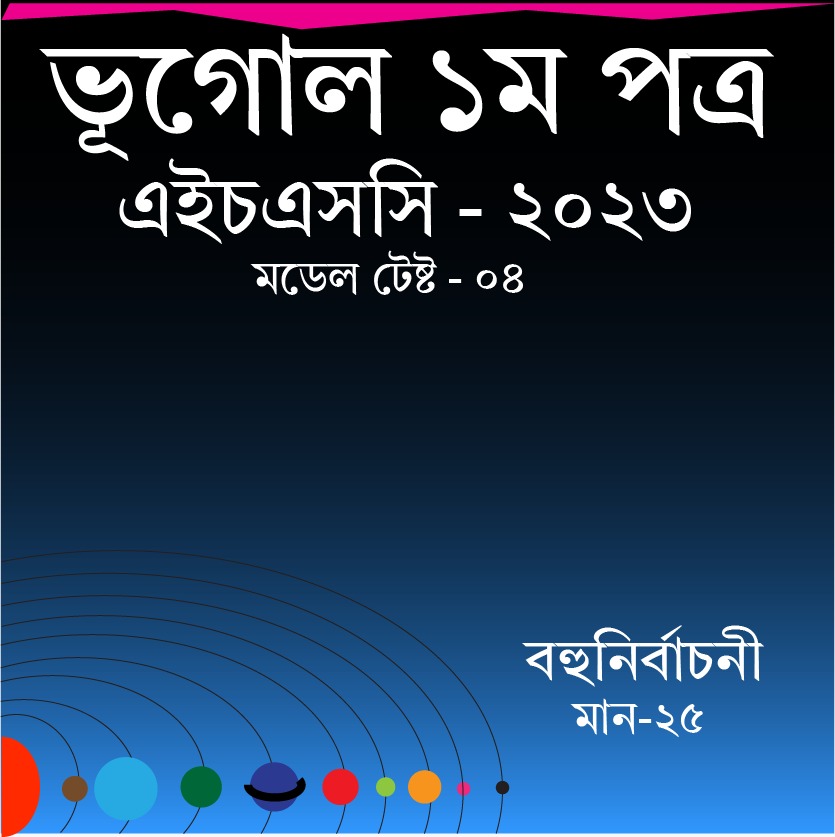 ভূগোল ১ম পত্র
এইচএসসি - ২০২৩
মডেল টেষ্ট - ০৪
বহুনির্বাচনী
মান-২৫